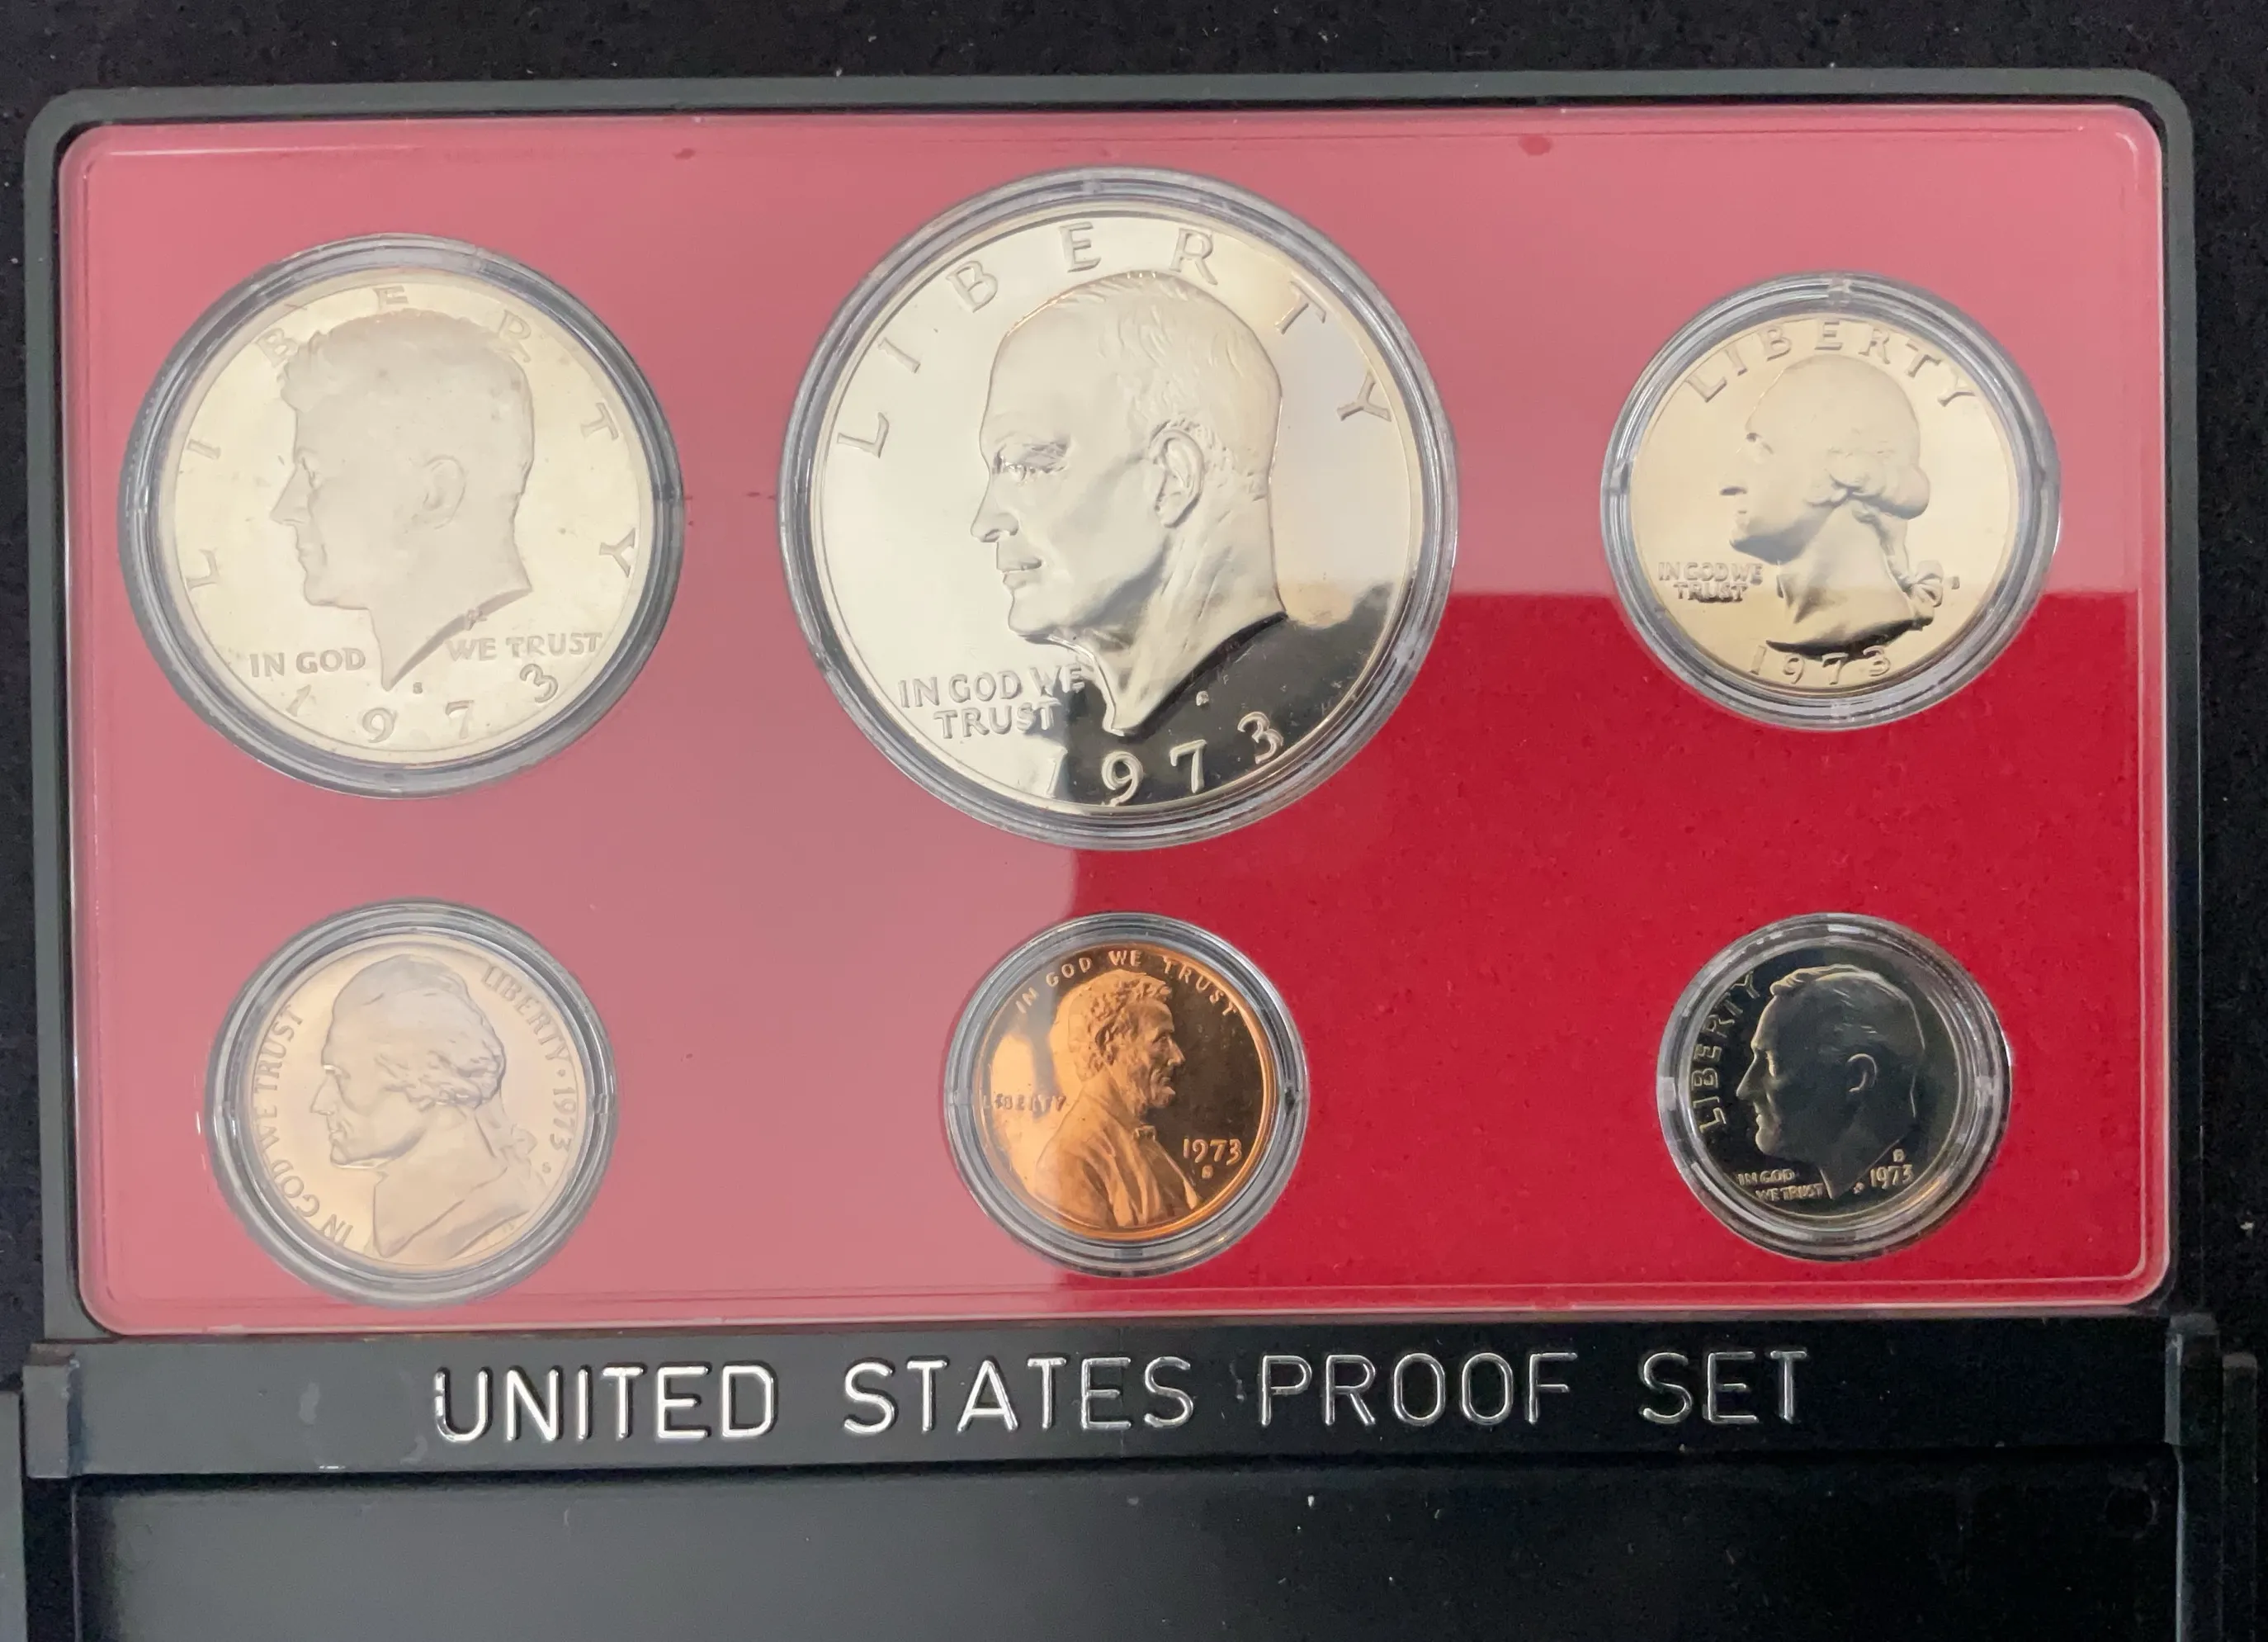 LIBERTY
IN GOD WE TRUST
S
1973
LIBERTY
IN GOD WE
TRUST
S
1973
LIBERTY
IN GOD WE
TRUST
S
1973
IN GOD WE TRUST
LIBERTY · 1973 S
IN GOD WE TRUST
LIBERTY
1973
S
LIBERTY
IN GOD
WE TRUST
S
1973
UNITED STATES PROOF SET